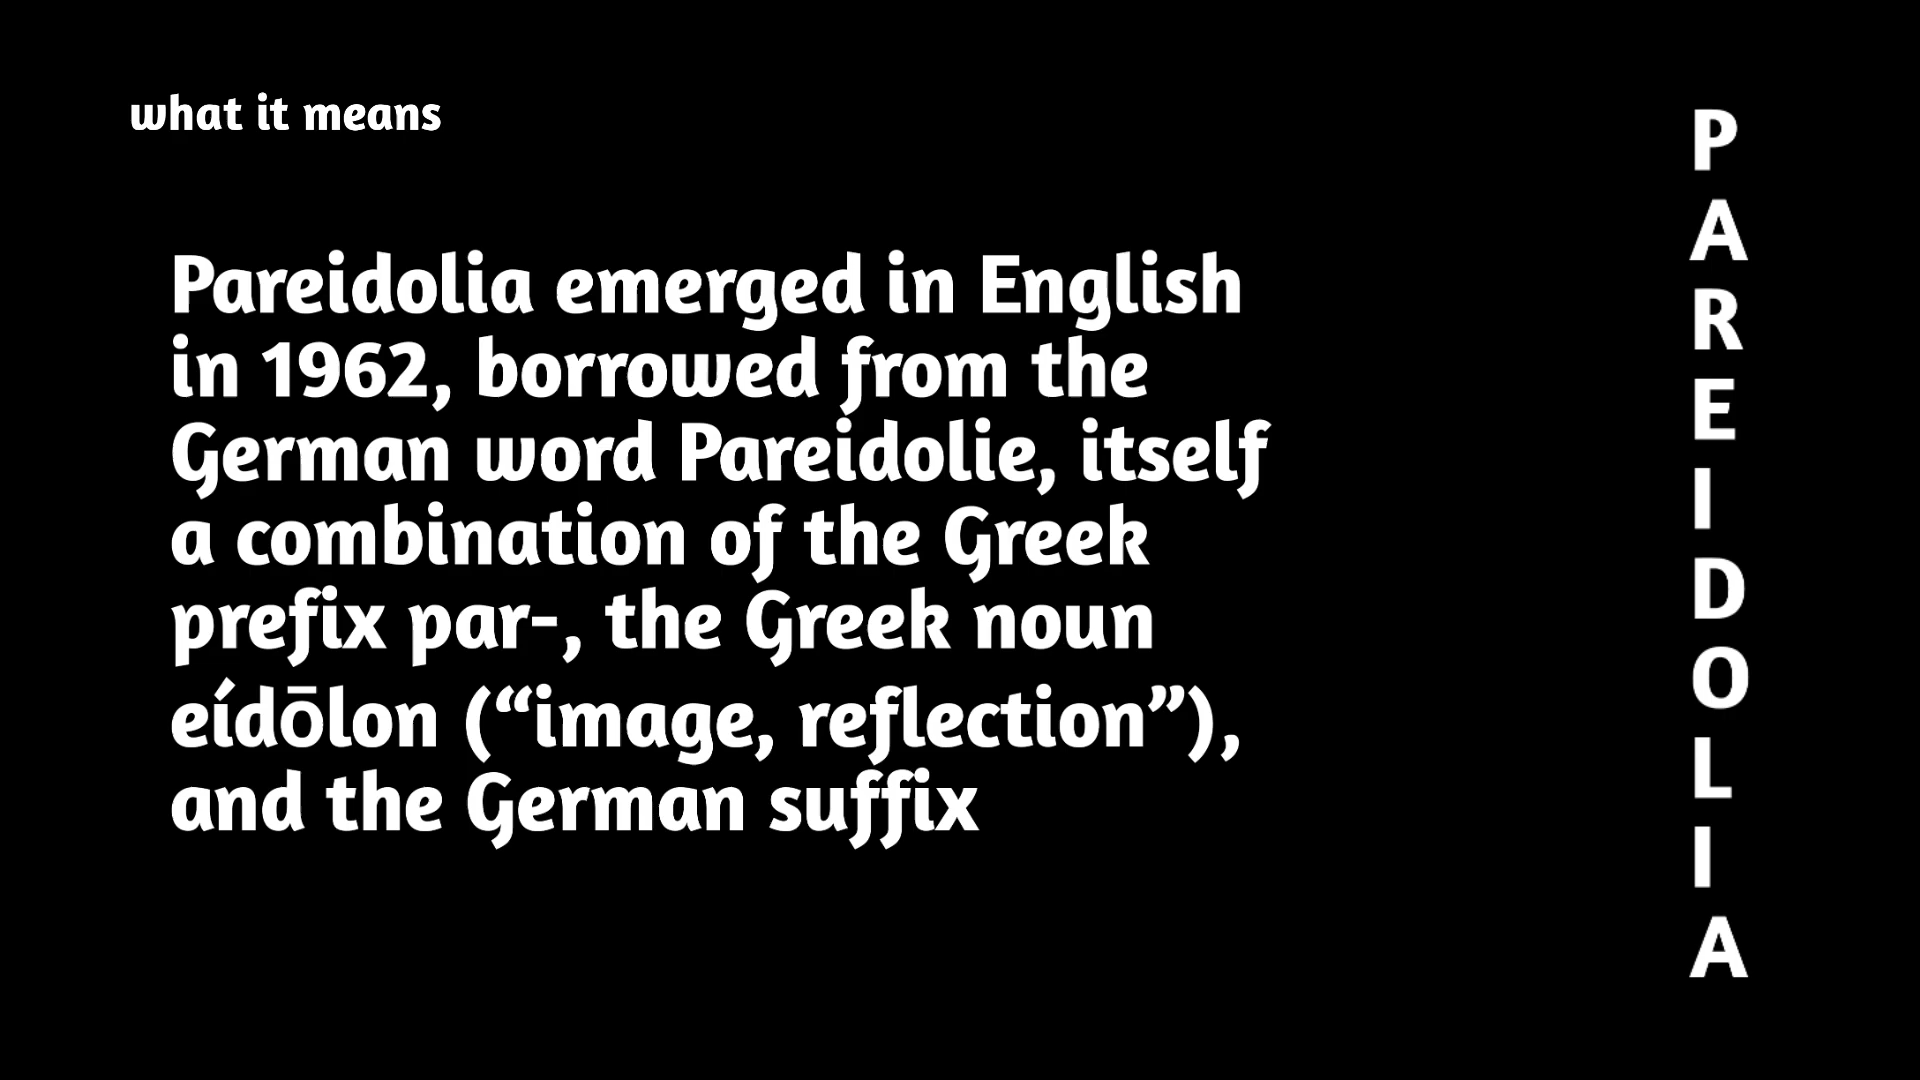 what it means
Pareidolia emerged in English
in 1962, borrowed from the
German word Pareidolie, itself
a combination of the Greek
prefix par-, the Greek noun
eídōlon (“image, reflection”),
and the German suffix
PAREIDOLIA